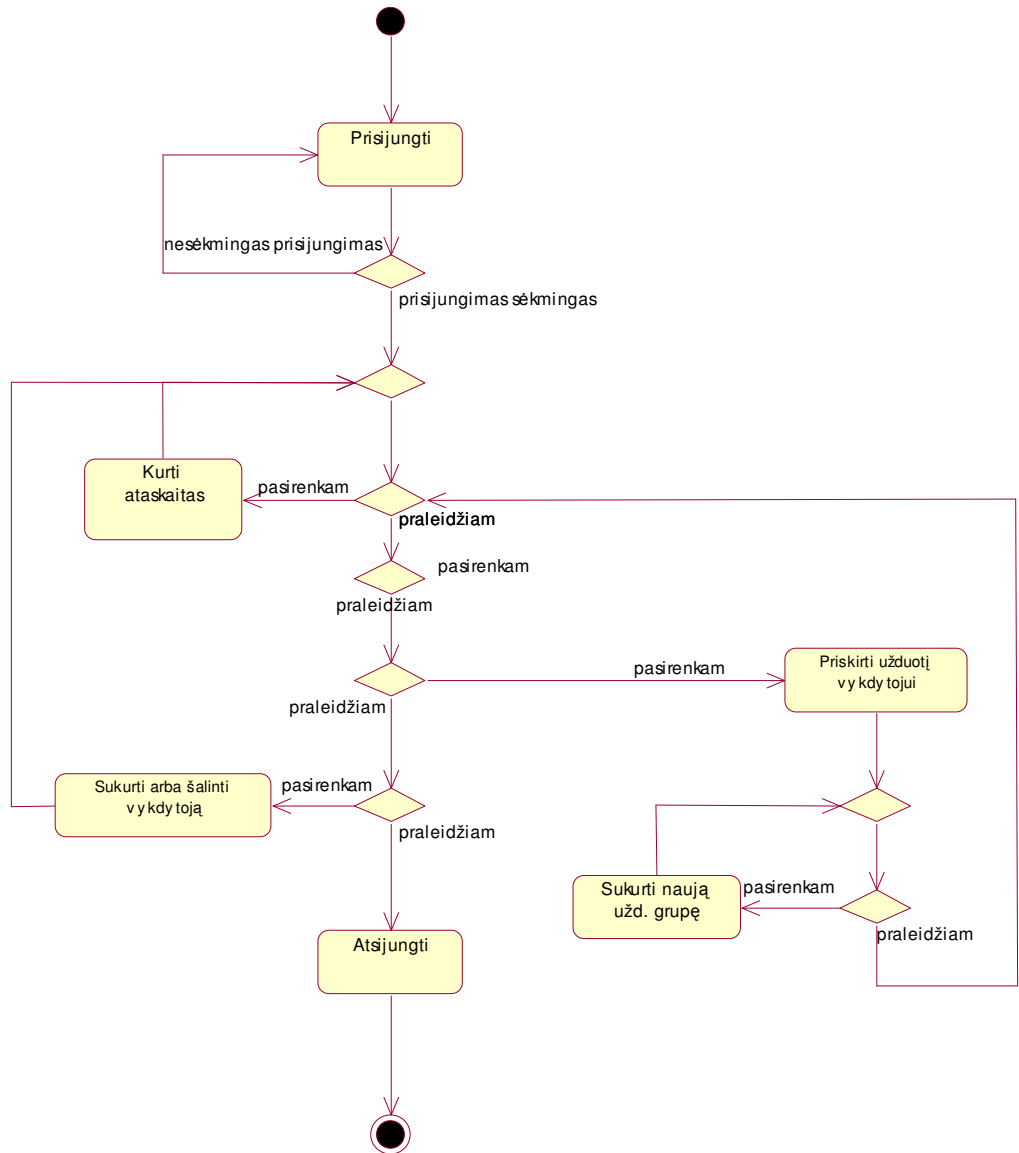 Prisijungti
nesėkmingas prisijungimas
prisijungimas sėkmingas
Kurti
ataskaitas
pasirenkam
praleidžiam
pasirenkam
praleidžiam
pasirenkam
Priskirti užduotį
vykdytojui
praleidžiam
Sukurti arba šalinti
vykdytoją
pasirenkam
praleidžiam
Sukurti naują
užd. grupę
pasirenkam
praleidžiam
Atsijungti